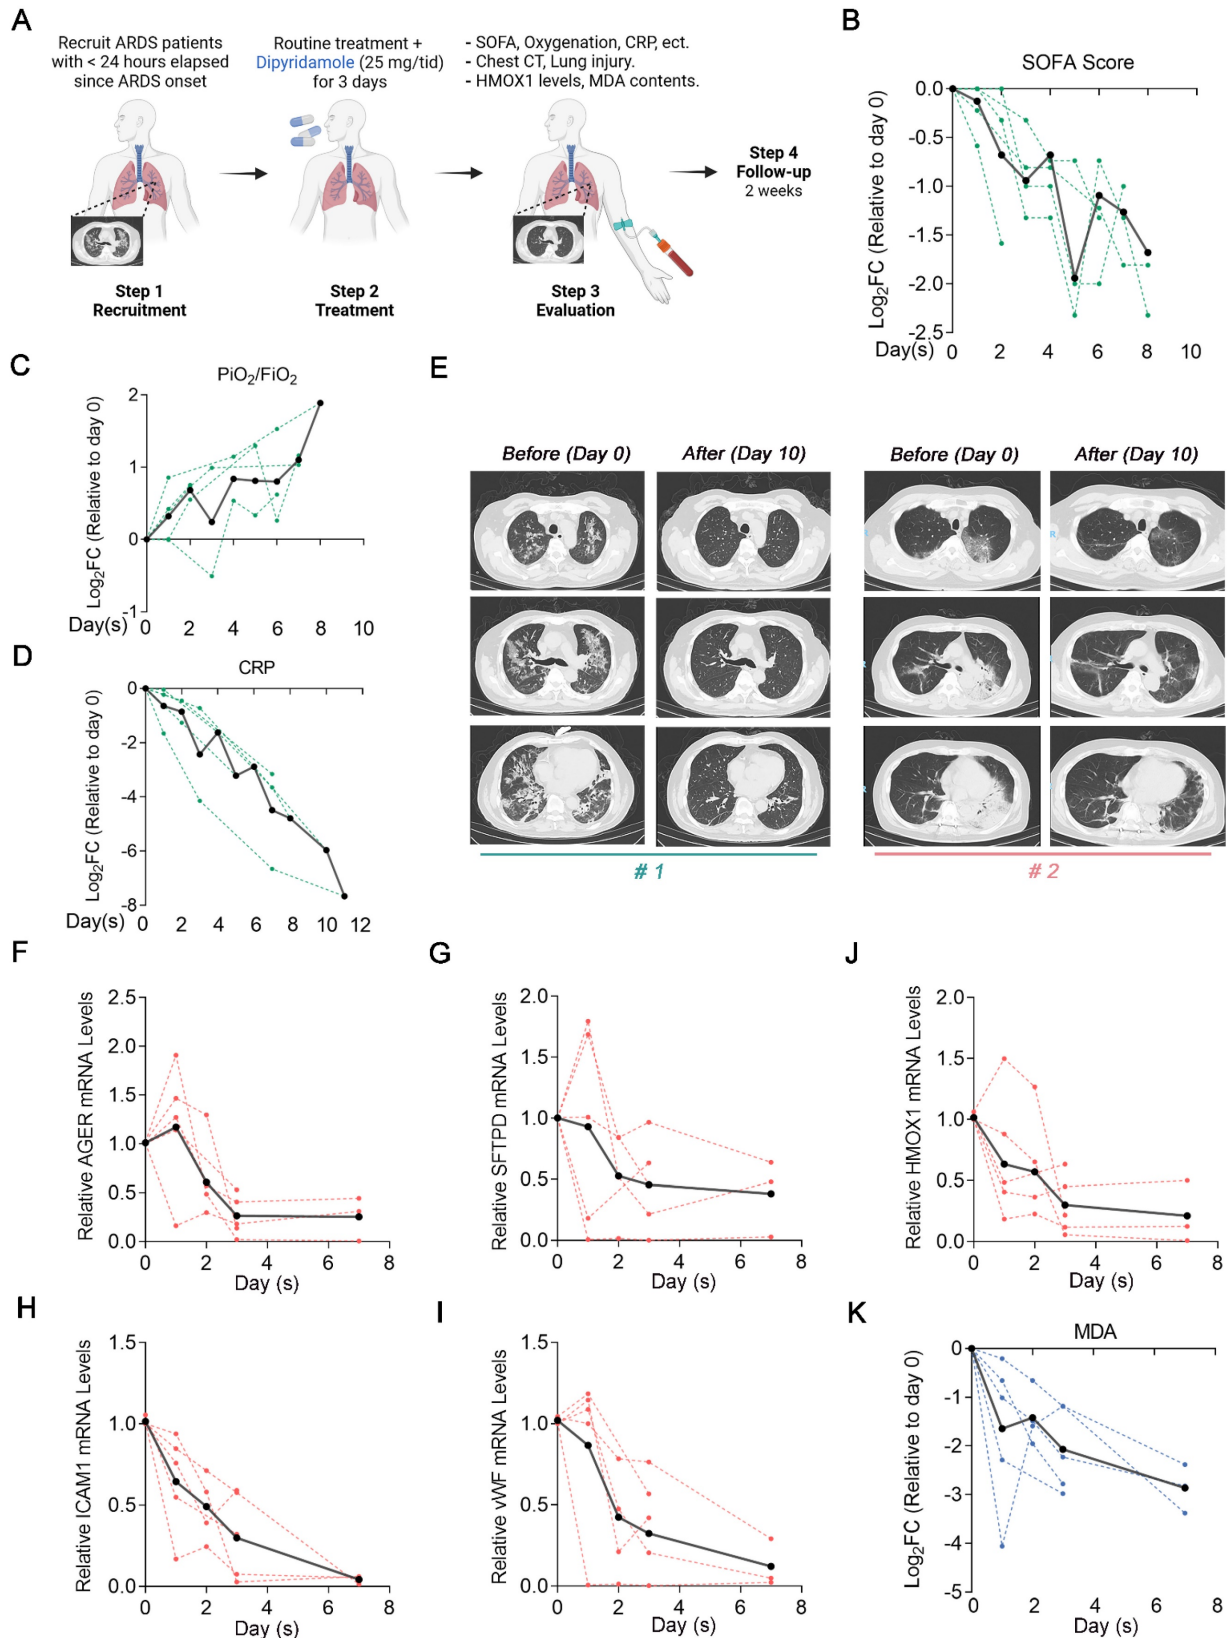 A
Recruit ARDS patients
with < 24 hours elapsed
since ARDS onset
Routine treatment +
Dipyridamole (25 mg/tid)
for 3 days
- SOFA, Oxygenation, CRP, ect.
- Chest CT, Lung injury.
- HMOX1 levels, MDA contents.
Step 1
Recruitment
Step 2
Treatment
Step 3
Evaluation
Step 4
Follow-up
2 weeks
B
SOFA Score
Log2FC (Relative to day 0)
0.0
-0.5
-1.0
-1.5
-2.0
-2.5
Day(s) 0 2 4 6 8 10
C
PiO2/FiO2
Log2FC (Relative to day 0)
2
1
0
-1
Day(s) 0 2 4 6 8 10
D
CRP
Log2FC (Relative to day 0)
0
-2
-4
-6
-8
Day(s) 0 2 4 6 8 10 12
E
Before (Day 0) After (Day 10) Before (Day 0) After (Day 10)
R
R
R
# 1
# 2
F
Relative AGER mRNA Levels
2.5
2.0
1.5
1.0
0.5
0.0
0 2 4 6 8
Day (s)
G
Relative SFTPD mRNA Levels
2.0
1.5
1.0
0.5
0.0
0 2 4 6 8
Day (s)
J
Relative HMOX1 mRNA Levels
2.0
1.5
1.0
0.5
0.0
0 2 4 6 8
Day (s)
H
Relative ICAM1 mRNA Levels
1.5
1.0
0.5
0.0
0 2 4 6 8
Day (s)
I
Relative vWF mRNA Levels
1.5
1.0
0.5
0.0
0 2 4 6 8
Day (s)
K
MDA
Log2FC (Relative to day 0)
0
-1
-2
-3
-4
-5
0 2 4 6 8
Day (s)